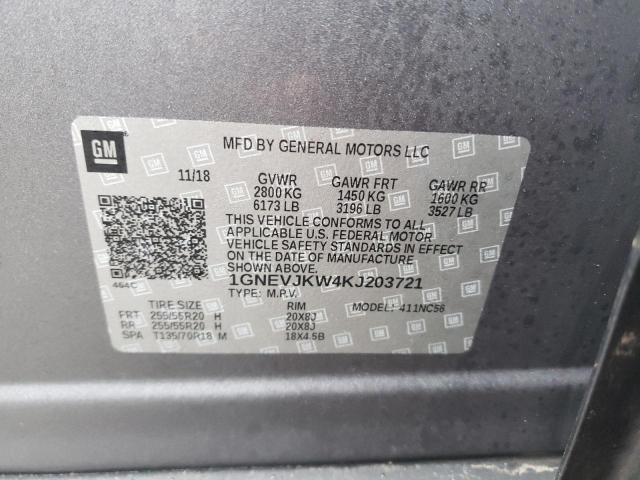 GM
MFD BY GENERAL MOTORS LLC
11/18
GVWR GAWR FRT GAWR RR
2800 KG 1450 KG 1600 KG
6173 LB 3196 LB 3527 LB
THIS VEHICLE CONFORMS TO ALL
APPLICABLE U.S. FEDERAL MOTOR
VEHICLE SAFETY STANDARDS IN
EFFECT ON THE DATE OF MANUFACTURE
SHOWN ABOVE.
464C
1GNEVJKW4KJ203721
TYPE: M.P.V. MODEL: 411NC56
TIRE SIZE RIM
FRT 255/55R20 H 20X8J
RR 255/55R20 H 20X8J
SPA T135/70R18 M 18X4.5B